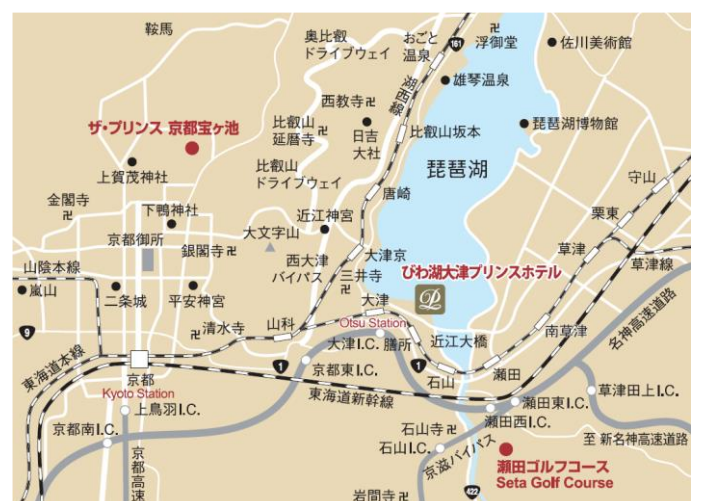 鞍馬
奥比叡
ドライブウェイ
おごと
温泉
161
浮御堂
佐川美術館
湖西線
雄琴温泉
西教寺
ザ・プリンス 京都宝ヶ池
比叡山
延暦寺
日吉
大社
比叡山坂本
琵琶湖博物館
上賀茂神社
比叡山
ドライブウェイ
琵琶湖
守山
唐崎
金閣寺
下鴨神社
近江神宮
栗東
京都御所
大文字山
銀閣寺
西大津
バイパス
大津京
草津
草津線
山陰本線
三井寺
びわ湖大津プリンスホテル
嵐山
二条城
平安神宮
大津
名神高速道路
9
清水寺
山科
Otsu Station
近江大橋
南草津
東海道本線
1
大津I.C.
膳所
1
京都
Kyoto Station
京都東I.C.
石山
瀬田
東海道新幹線
瀬田東I.C.
草津田上I.C.
上鳥羽I.C.
瀬田西I.C.
京都南I.C.
石山寺
石山I.C.
京滋バイパス
至 新名神高速道路
京都高速
瀬田ゴルフコース
Seta Golf Course
岩間寺
422